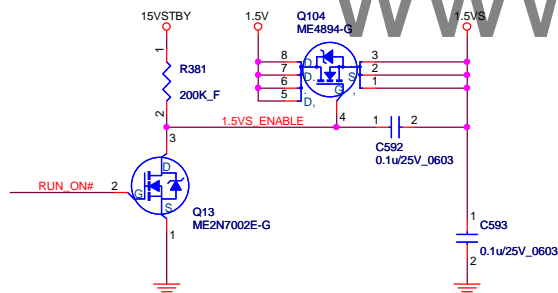 WWW
15VSTBY
1.5V
Q104
ME4894-G
1.5VS
1
R381
200K_F
2
8
7
6
5
D
D
D
D
S
G
3
2
1
4
1.5VS_ENABLE
1
2
C592
0.1u/25V_0603
3
D
RUN_ON#
2
G
S
Q13
ME2N7002E-G
1
1
C593
0.1u/25V_0603
2